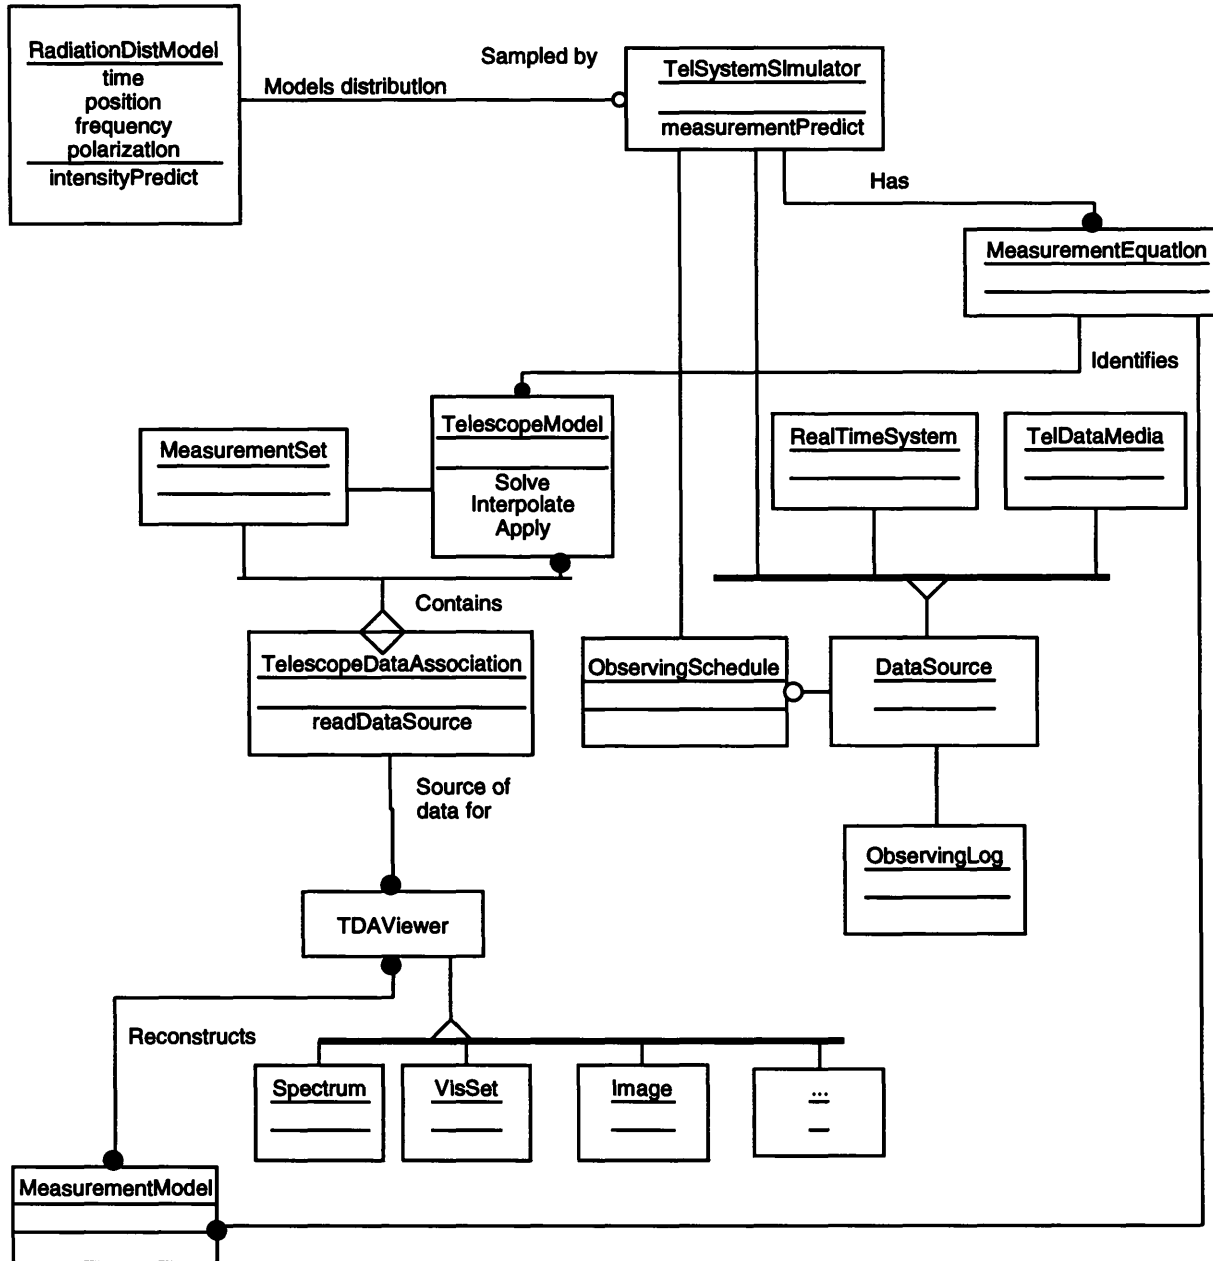 RadiationDistModel
time
position
frequency
polarization
intensityPredict
Models distribution
Sampled by
TelSystemSimulator
measurementPredict
Has
MeasurementEquation
Identifies
TelescopeModel
Solve
Interpolate
Apply
MeasurementSet
RealTimeSystem
TelDataMedia
Contains
TelescopeDataAssociation
readDataSource
ObservingSchedule
DataSource
Source of
data for
ObservingLog
TDAViewer
Reconstructs
Spectrum
VisSet
Image
...
MeasurementModel